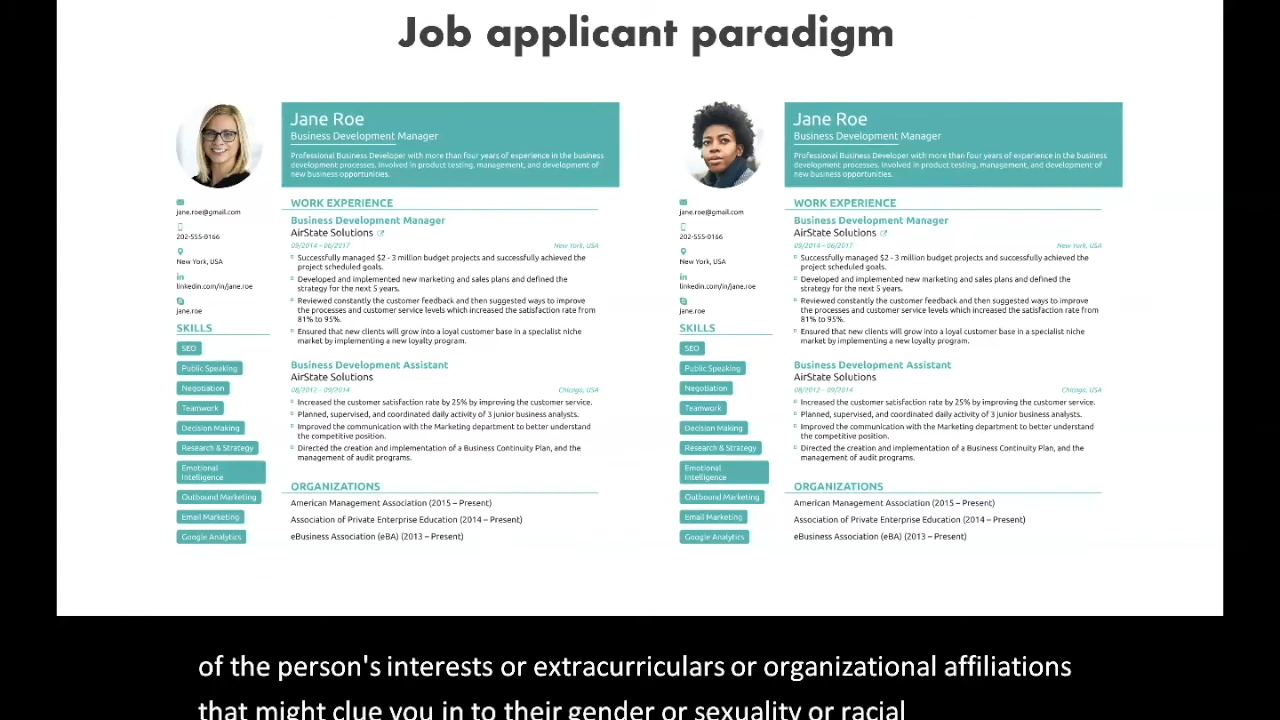 Job applicant paradigm
Jane Roe
Business Development Manager
Professional Business Developer with more than four years of experience in the business
development processes. Involved in product testing, management, and development of
new business opportunities.
jane.roe@gmail.com
202-555-0166
New York, USA
linkedin.com/in/jane.roe
jane.roe
SKILLS
SEO
Public Speaking
Negotiation
Teamwork
Decision Making
Research & Strategy
Emotional
Intelligence
Outbound Marketing
Email Marketing
Google Analytics
WORK EXPERIENCE
Business Development Manager
AirState Solutions
09/2014 – 06/2017 New York, USA
Successfully managed $2 - 3 million budget projects and successfully achieved the
project scheduled goals.
Developed and implemented new marketing and sales plans and defined the
strategy for the next 5 years.
Reviewed constantly the customer feedback and then suggested ways to improve
the processes and customer service levels which increased the satisfaction rate from
81% to 95%.
Ensured that new clients will grow into a loyal customer base in a specialist niche
market by implementing a new loyalty program.
Business Development Assistant
AirState Solutions
08/2012 – 09/2014 Chicago, USA
Increased the customer satisfaction rate by 25% by improving the customer service.
Planned, supervised, and coordinated daily activity of 3 junior business analysts.
Improved the communication with the Marketing department to better understand
the competitive position.
Directed the creation and implementation of a Business Continuity Plan, and the
management of audit programs.
ORGANIZATIONS
American Management Association (2015 – Present)
Association of Private Enterprise Education (2014 – Present)
eBusiness Association (eBA) (2013 – Present)
Jane Roe
Business Development Manager
Professional Business Developer with more than four years of experience in the business
development processes. Involved in product testing, management, and development of
new business opportunities.
jane.roe@gmail.com
202-555-0166
New York, USA
linkedin.com/in/jane.roe
jane.roe
SKILLS
SEO
Public Speaking
Negotiation
Teamwork
Decision Making
Research & Strategy
Emotional
Intelligence
Outbound Marketing
Email Marketing
Google Analytics
WORK EXPERIENCE
Business Development Manager
AirState Solutions
09/2014 – 06/2017 New York, USA
Successfully managed $2 - 3 million budget projects and successfully achieved the
project scheduled goals.
Developed and implemented new marketing and sales plans and defined the
strategy for the next 5 years.
Reviewed constantly the customer feedback and then suggested ways to improve
the processes and customer service levels which increased the satisfaction rate from
81% to 95%.
Ensured that new clients will grow into a loyal customer base in a specialist niche
market by implementing a new loyalty program.
Business Development Assistant
AirState Solutions
08/2012 – 09/2014 Chicago, USA
Increased the customer satisfaction rate by 25% by improving the customer service.
Planned, supervised, and coordinated daily activity of 3 junior business analysts.
Improved the communication with the Marketing department to better understand
the competitive position.
Directed the creation and implementation of a Business Continuity Plan, and the
management of audit programs.
ORGANIZATIONS
American Management Association (2015 – Present)
Association of Private Enterprise Education (2014 – Present)
eBusiness Association (eBA) (2013 – Present)
of the person's interests or extracurriculars or organizational affiliations
that might clue you in to their gender or sexuality or racial